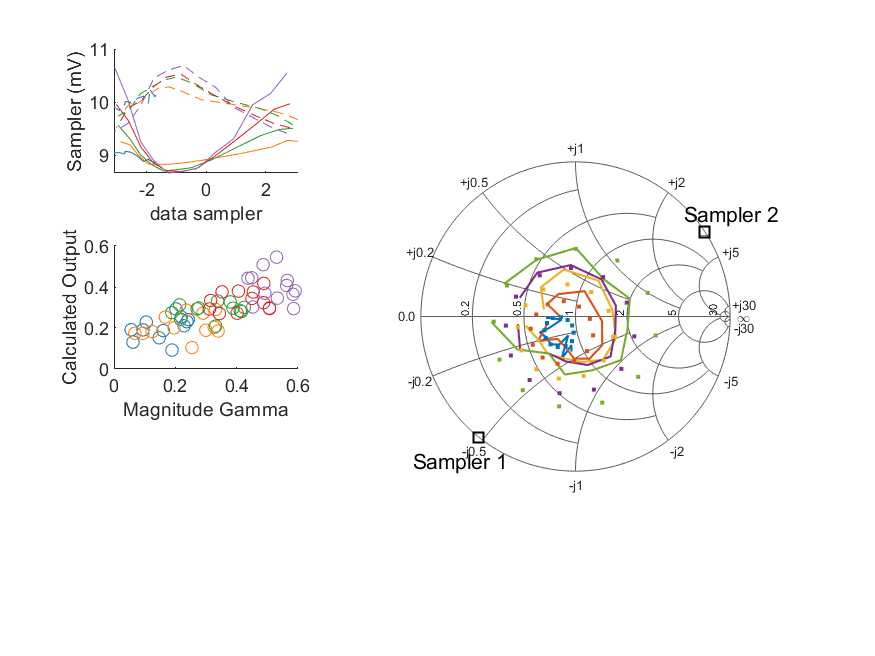 11
10
9
Sampler (mV)
-2
0
2
data sampler
0.6
0.4
0.2
0
Calculated Output
0
0.2
0.4
0.6
Magnitude Gamma
+j1
+j0.5
+j2
Sampler 2
+j0.2
+j5
0.0
0.2
0.5
1
2
5
30
+j30
∞
-j30
-j0.2
-j5
-j0.5
-j2
Sampler 1
-j1